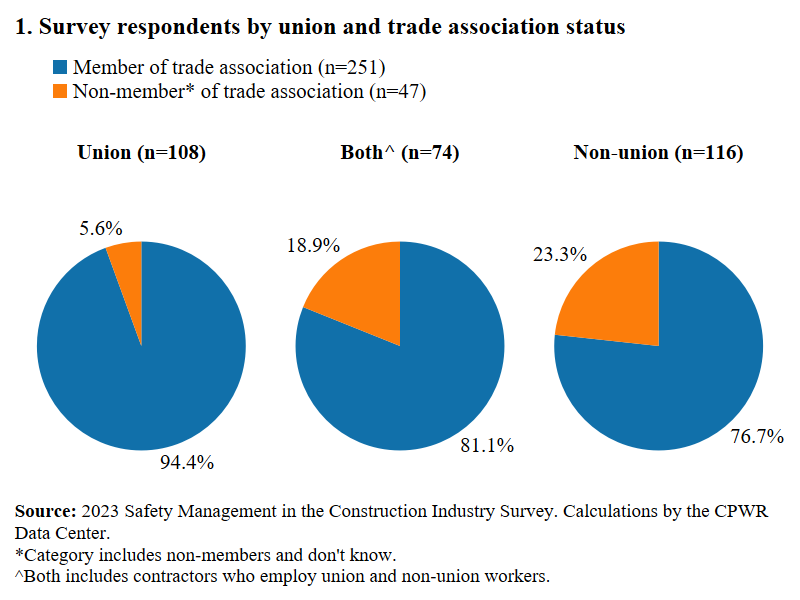 1. Survey respondents by union and trade association status
Member of trade association (n=251)
Non-member* of trade association (n=47)
Union (n=108)
Both^ (n=74)
Non-union (n=116)
5.6%
94.4%
18.9%
81.1%
23.3%
76.7%
Source: 2023 Safety Management in the Construction Industry Survey. Calculations by the CPWR
Data Center.
*Category includes non-members and don't know.
^Both includes contractors who employ union and non-union workers.